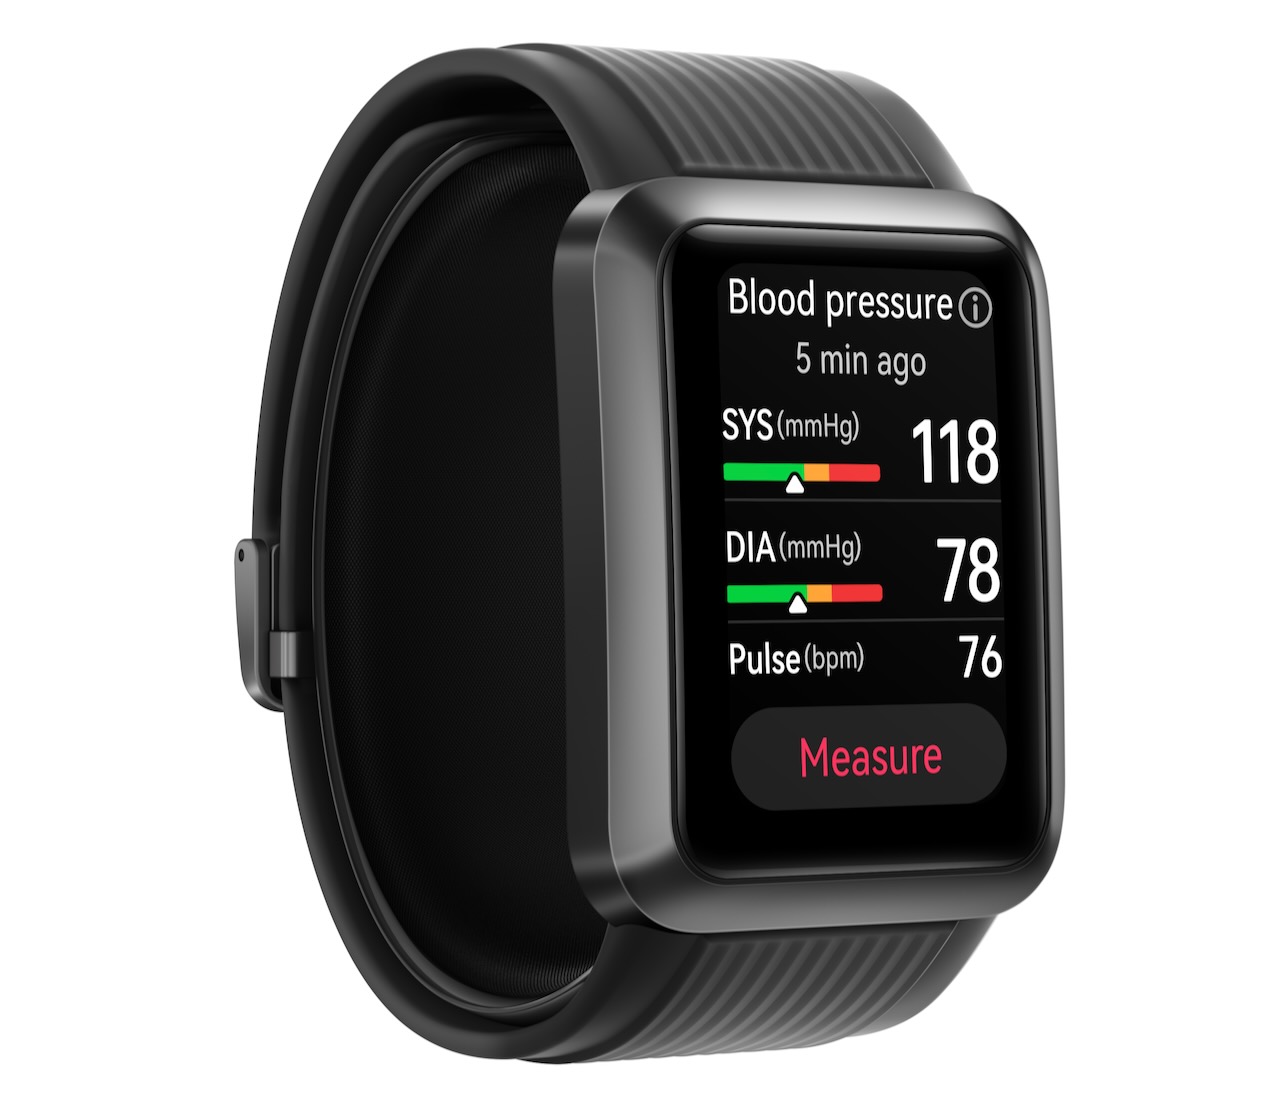 Blood pressure
5 min ago
SYS (mmHg) 118
DIA (mmHg) 78
Pulse (bpm) 76
Measure